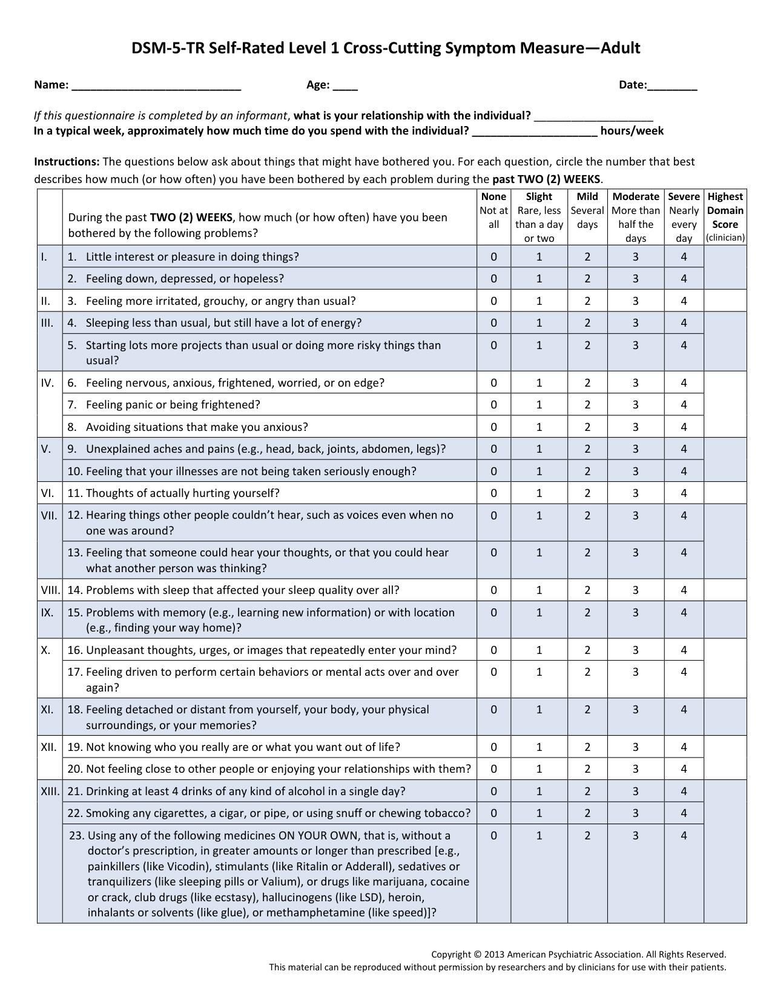 DSM-5-TR Self-Rated Level 1 Cross-Cutting Symptom Measure—Adult
Name: ___________________________ Age: ____ Date:________
If this questionnaire is completed by an informant, what is your relationship with the individual? ___________________
In a typical week, approximately how much time do you spend with the individual? ____________________ hours/week
Instructions: The questions below ask about things that might have bothered you. For each question, circle the number that best
describes how much (or how often) you have been bothered by each problem during the past TWO (2) WEEKS.
During the past TWO (2) WEEKS, how much (or how often) have you been
bothered by the following problems?
None
Not at
all
Slight
Rare, less
than a day
or two
Mild
Several
days
Moderate
More than
half the
days
Severe
Nearly
every
day
Highest
Domain
Score
(clinician)
I. 1. Little interest or pleasure in doing things? 0 1 2 3 4
2. Feeling down, depressed, or hopeless? 0 1 2 3 4
II. 3. Feeling more irritated, grouchy, or angry than usual? 0 1 2 3 4
III. 4. Sleeping less than usual, but still have a lot of energy? 0 1 2 3 4
5. Starting lots more projects than usual or doing more risky things than 0 1 2 3 4
usual?
IV. 6. Feeling nervous, anxious, frightened, worried, or on edge? 0 1 2 3 4
7. Feeling panic or being frightened? 0 1 2 3 4
8. Avoiding situations that make you anxious? 0 1 2 3 4
V. 9. Unexplained aches and pains (e.g., head, back, joints, abdomen, legs)? 0 1 2 3 4
10. Feeling that your illnesses are not being taken seriously enough? 0 1 2 3 4
VI. 11. Thoughts of actually hurting yourself? 0 1 2 3 4
VII. 12. Hearing things other people couldn’t hear, such as voices even when no 0 1 2 3 4
one was around?
13. Feeling that someone could hear your thoughts, or that you could hear 0 1 2 3 4
what another person was thinking?
VIII. 14. Problems with sleep that affected your sleep quality over all? 0 1 2 3 4
IX. 15. Problems with memory (e.g., learning new information) or with location 0 1 2 3 4
(e.g., finding your way home)?
X. 16. Unpleasant thoughts, urges, or images that repeatedly enter your mind? 0 1 2 3 4
17. Feeling driven to perform certain behaviors or mental acts over and over 0 1 2 3 4
again?
XI. 18. Feeling detached or distant from yourself, your body, your physical 0 1 2 3 4
surroundings, or your memories?
XII. 19. Not knowing who you really are or what you want out of life? 0 1 2 3 4
20. Not feeling close to other people or enjoying your relationships with them? 0 1 2 3 4
XIII. 21. Drinking at least 4 drinks of any kind of alcohol in a single day? 0 1 2 3 4
22. Smoking any cigarettes, a cigar, or pipe, or using snuff or chewing tobacco? 0 1 2 3 4
23. Using any of the following medicines ON YOUR OWN, that is, without a 0 1 2 3 4
doctor’s prescription, in greater amounts or longer than prescribed [e.g.,
painkillers (like Vicodin), stimulants (like Ritalin or Adderall), sedatives or
tranquilizers (like sleeping pills or Valium), or drugs like marijuana, cocaine
or crack, club drugs (like ecstasy), hallucinogens (like LSD), heroin,
inhalants or solvents (like glue), or methamphetamine (like speed)]?
Copyright © 2013 American Psychiatric Association. All Rights Reserved.
This material can be reproduced without permission by researchers and by clinicians for use with their patients.